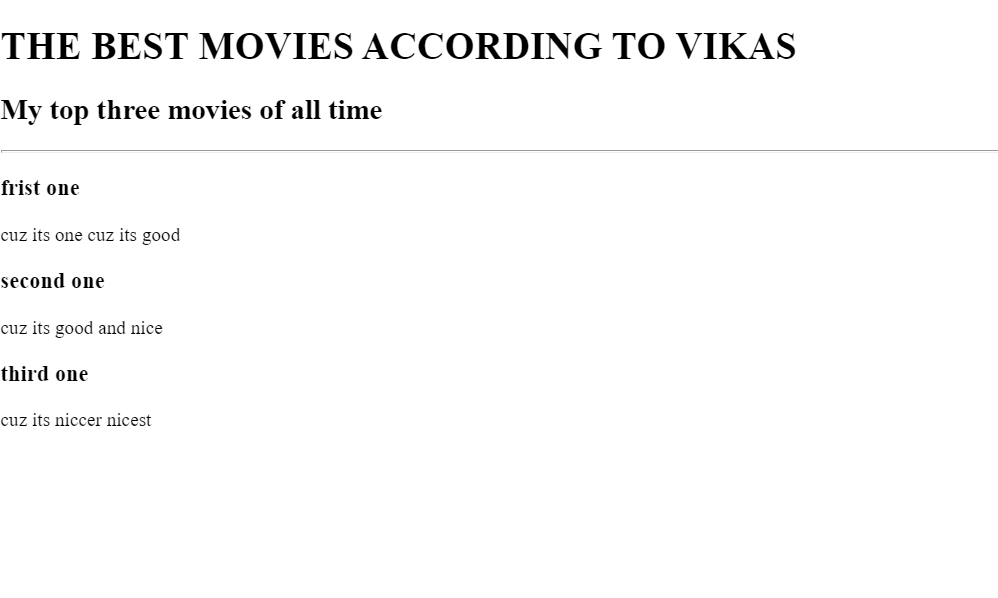 THE BEST MOVIES ACCORDING TO VIKAS
My top three movies of all time
frist one
cuz its one cuz its good
second one
cuz its good and nice
third one
cuz its niccer nicest